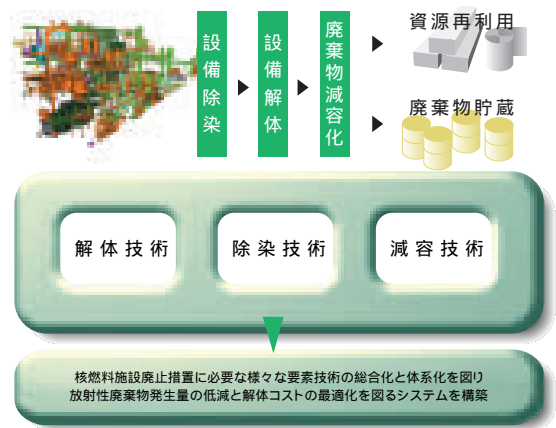 設備除染
設備解体
廃棄物減容化
資源再利用
廃棄物貯蔵
解体技術
除染技術
減容技術
核燃料施設廃止措置に必要な様々な要素技術の総合化と体系化を図り
放射性廃棄物発生量の低減と解体コストの最適化を図るシステムを構築